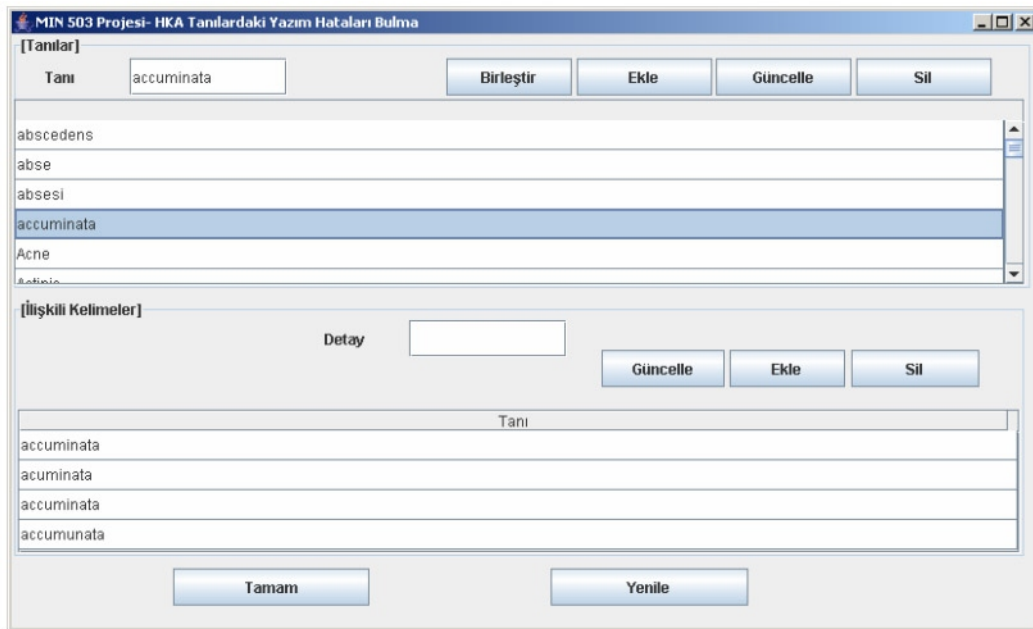 MIN 503 Projesi- HKA Tanılardaki Yazım Hataları Bulma
[Tanılar]
Tanı accuminata Birleştir Ekle Güncelle Sil
abscedens
abse
absesi
accuminata
Acne
Actinic
[İlişkili Kelimeler]
Detay
Güncelle Ekle Sil
Tanı
accuminata
acuminata
accuminata
accumunata
Tamam Yenile